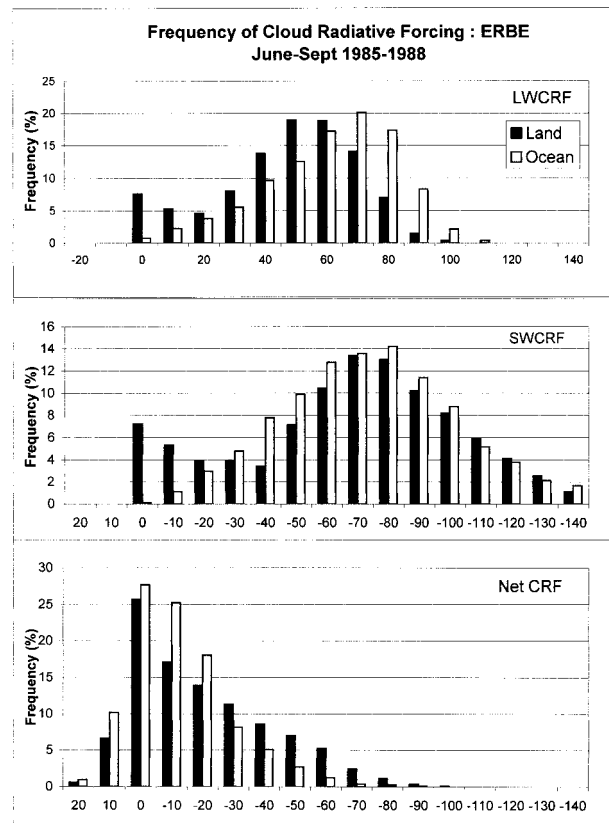 Frequency of Cloud Radiative Forcing : ERBE
June-Sept 1985-1988
LWCRF
Land
Ocean
Frequency (%)
25
20
15
10
5
0
-20 0 20 40 60 80 100 120 140
SWCRF
Frequency (%)
16
14
12
10
8
6
4
2
0
20 10 0 -10 -20 -30 -40 -50 -60 -70 -80 -90 -100 -110 -120 -130 -140
Net CRF
Frequency (%)
30
25
20
15
10
5
0
20 10 0 -10 -20 -30 -40 -50 -60 -70 -80 -90 -100 -110 -120 -130 -140